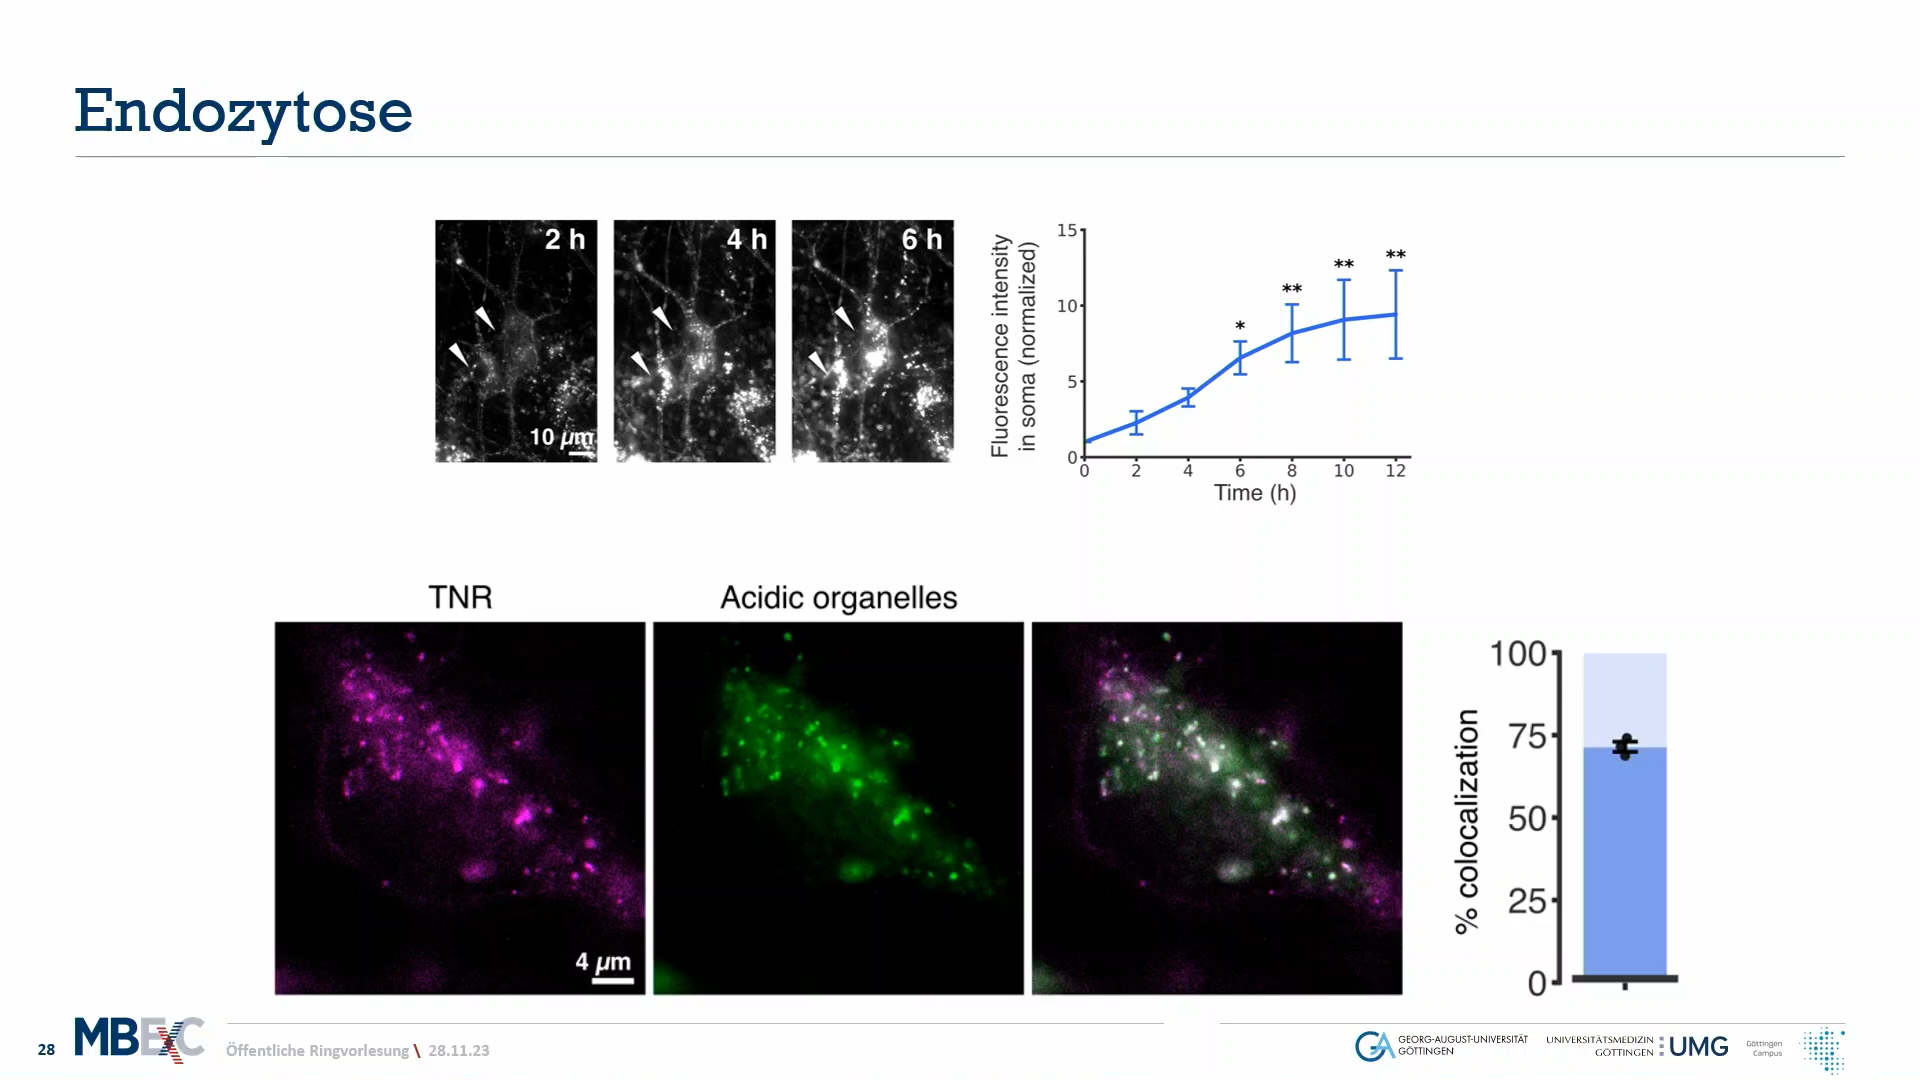 Endozytose
2 h
4 h
6 h
10 µm
Fluorescence intensity
in soma (normalized)
15
10
5
0
*
**
**
**
0 2 4 6 8 10 12
Time (h)
TNR
Acidic organelles
4 µm
% colocalization
100
75
50
25
0
28
MBExC
Öffentliche Ringvorlesung \ 28.11.23
GEORG-AUGUST-UNIVERSITÄT
GÖTTINGEN
UNIVERSITÄTSMEDIZIN
GÖTTINGEN
UMG
Göttingen
Campus